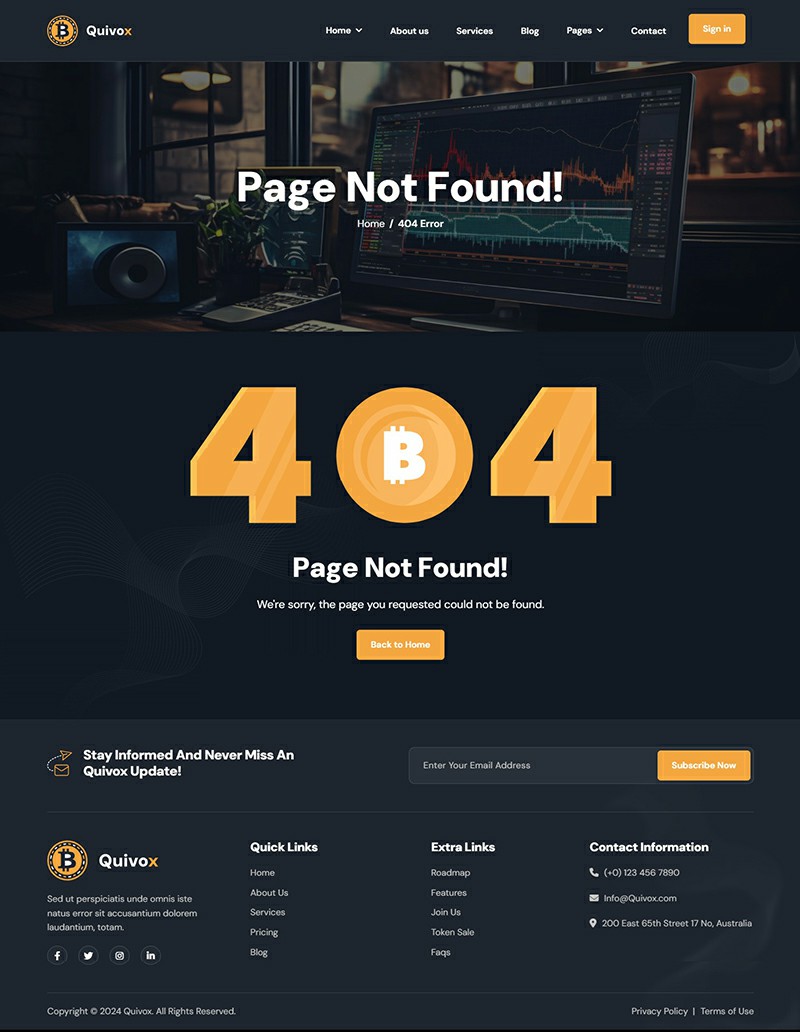 Quivox
Home
About us
Services
Blog
Pages
Contact
Sign in
Page Not Found!
Home / 404 Error
404
Page Not Found!
We're sorry, the page you requested could not be found.
Back to Home
Stay Informed And Never Miss An
Quivox Update!
Enter Your Email Address
Subscribe Now
Quivox
Sed ut perspiciatis unde omnis iste
natus error sit accusantium dolorem
laudantium, totam.
Quick Links
Home
About Us
Services
Pricing
Blog
Extra Links
Roadmap
Features
Join Us
Token Sale
Faqs
Contact Information
(+0) 123 456 7890
Info@Quivox.com
200 East 65th Street 17 No, Australia
Copyright © 2024 Quivox. All Rights Reserved.
Privacy Policy | Terms of Use